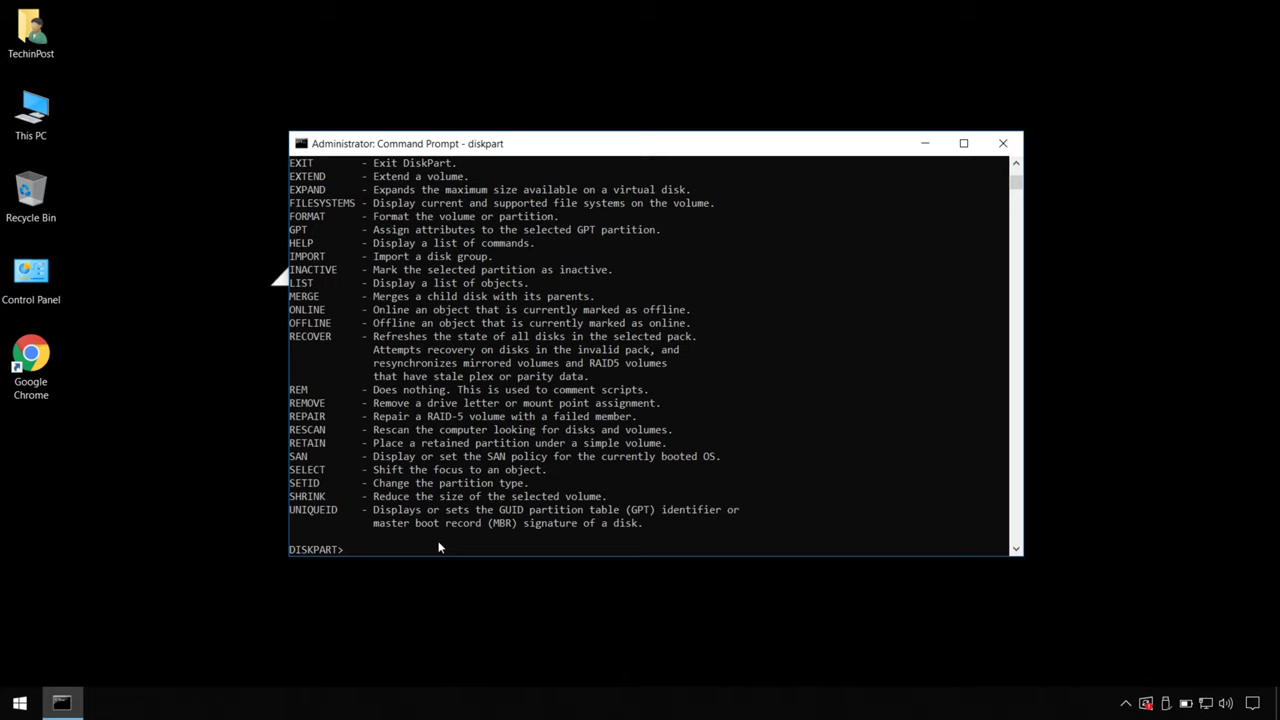 TechinPost
This PC
Recycle Bin
Control Panel
Google
Chrome
Administrator: Command Prompt - diskpart
EXIT - Exit DiskPart.
EXTEND - Extend a volume.
EXPAND - Expands the maximum size available on a virtual disk.
FILESYSTEMS - Display current and supported file systems on the volume.
FORMAT - Format the volume or partition.
GPT - Assign attributes to the selected GPT partition.
HELP - Display a list of commands.
IMPORT - Import a disk group.
INACTIVE - Mark the selected partition as inactive.
LIST - Display a list of objects.
MERGE - Merges a child disk with its parents.
ONLINE - Online an object that is currently marked as offline.
OFFLINE - Offline an object that is currently marked as online.
RECOVER - Refreshes the state of all disks in the selected pack.
Attempts recovery on disks in the invalid pack, and
resynchronizes mirrored volumes and RAID5 volumes
that have stale plex or parity data.
REM - Does nothing. This is used to comment scripts.
REMOVE - Remove a drive letter or mount point assignment.
REPAIR - Repair a RAID-5 volume with a failed member.
RESCAN - Rescan the computer looking for disks and volumes.
RETAIN - Place a retained partition under a simple volume.
SAN - Display or set the SAN policy for the currently booted OS.
SELECT - Shift the focus to an object.
SETID - Change the partition type.
SHRINK - Reduce the size of the selected volume.
UNIQUEID - Displays or sets the GUID partition table (GPT) identifier or
master boot record (MBR) signature of a disk.
DISKPART>